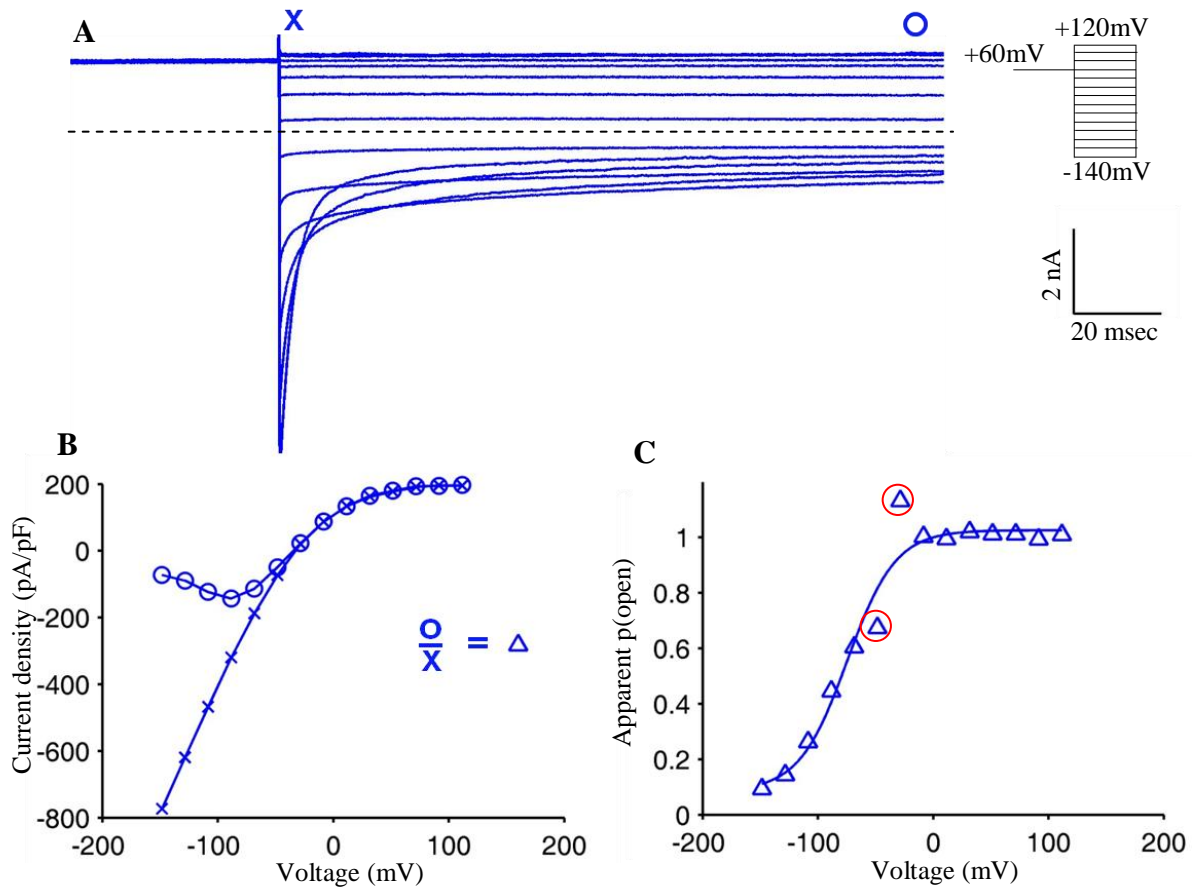 A
X
O
+120mV
+60mV
-140mV
2 nA
20 msec
B
Current density (pA/pF)
200
0
-200
-400
-600
-800
-200
-100
0
100
200
Voltage (mV)
O
X
=
C
Apparent p(open)
1
0.8
0.6
0.4
0.2
0
-200
-100
0
100
200
Voltage (mV)